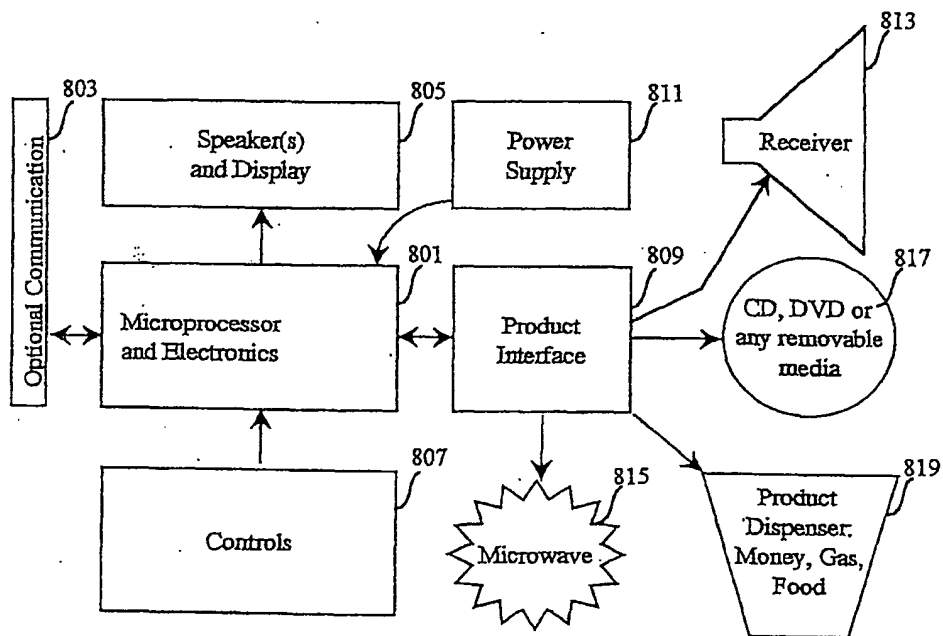 803
Optional Communication
805
Speaker(s)
and Display
811
Power
Supply
813
Receiver
801
Microprocessor
and Electronics
809
Product
Interface
817
CD, DVD or
any removable
media
807
Controls
815
Microwave
819
Product
Dispenser:
Money, Gas,
Food